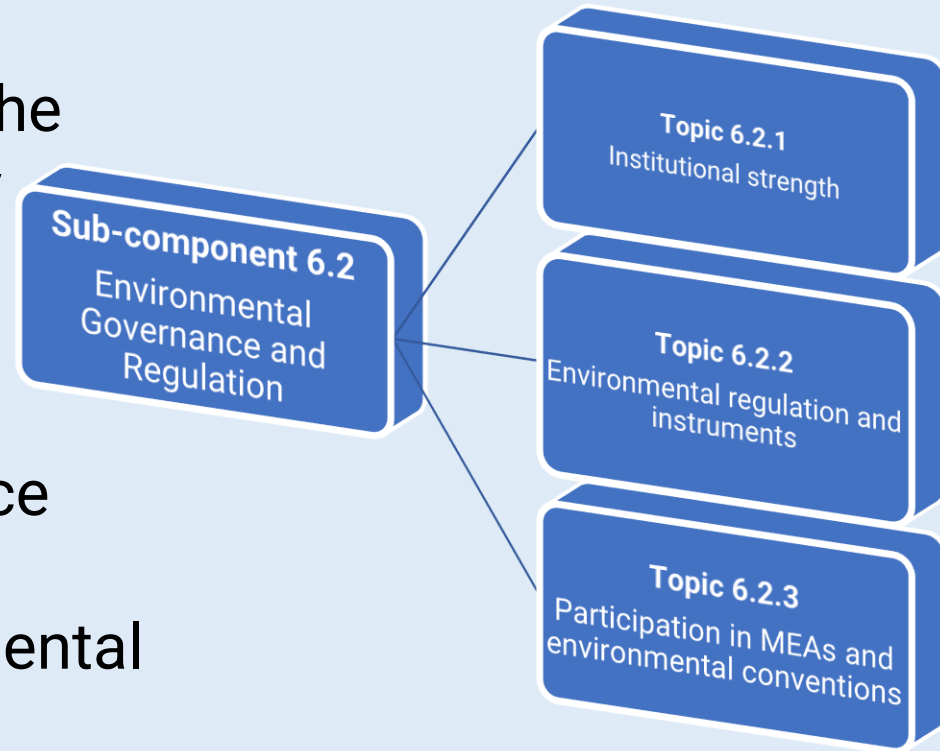 he
Sub-component 6.2
Environmental
Governance and
Regulation
ce
ental
Topic 6.2.1
Institutional strength
Topic 6.2.2
Environmental regulation and
instruments
Topic 6.2.3
Participation in MEAs and
environmental conventions